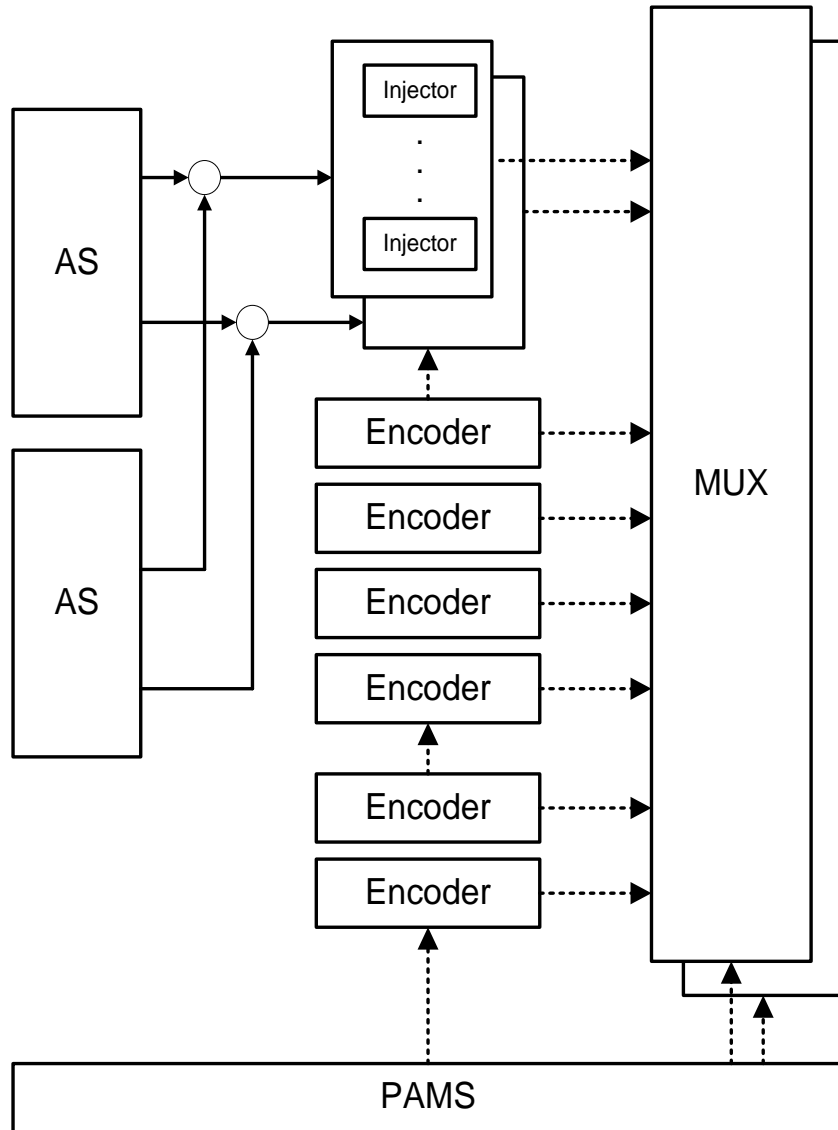 Injector
.
.
.
Injector
AS
AS
Encoder
Encoder
Encoder
Encoder
Encoder
Encoder
MUX
PAMS